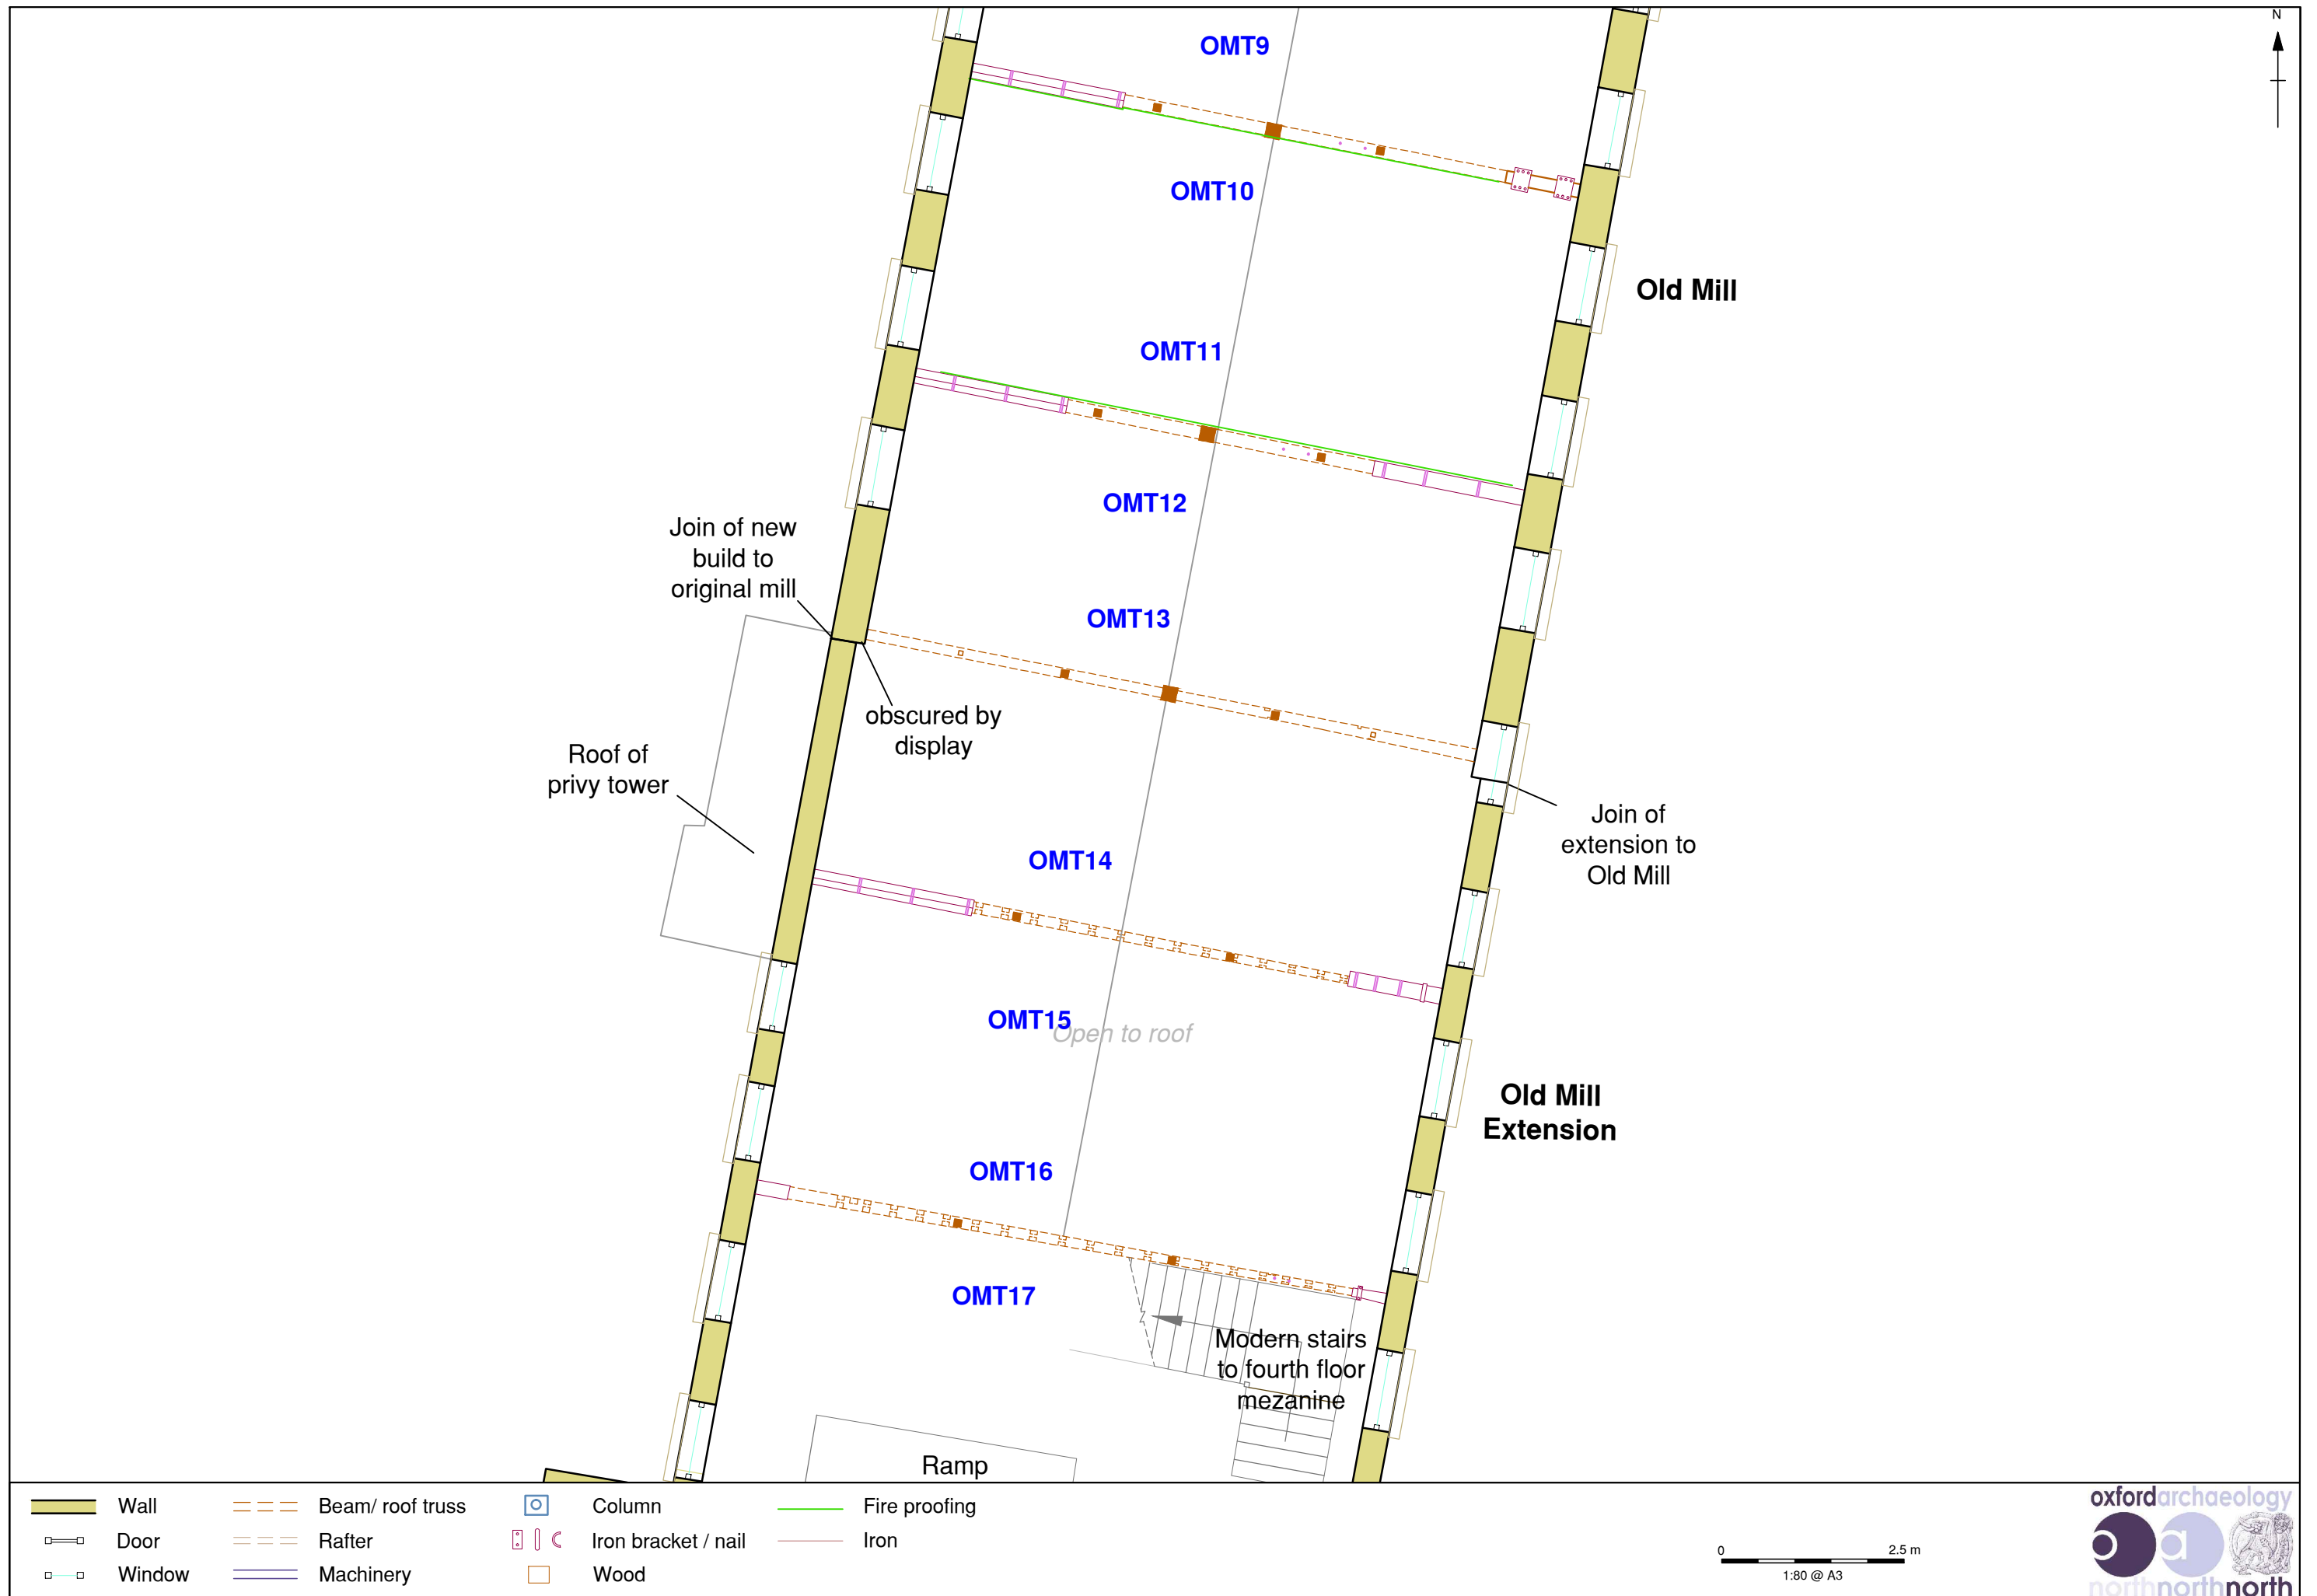 N
OMT9
OMT10
Old Mill
OMT11
OMT12
Join of new
build to
original mill
OMT13
obscured by
display
Roof of
privy tower
Join of
extension to
Old Mill
OMT14
OMT15
Open to roof
Old Mill
Extension
OMT16
OMT17
Modern stairs
to fourth floor
mezanine
Ramp
Wall
Door
Window
Beam/ roof truss
Rafter
Machinery
Column
Iron bracket / nail
Wood
Fire proofing
Iron
0 2.5 m
1:80 @ A3
oxfordarchaeology
oa
northnorthnorth